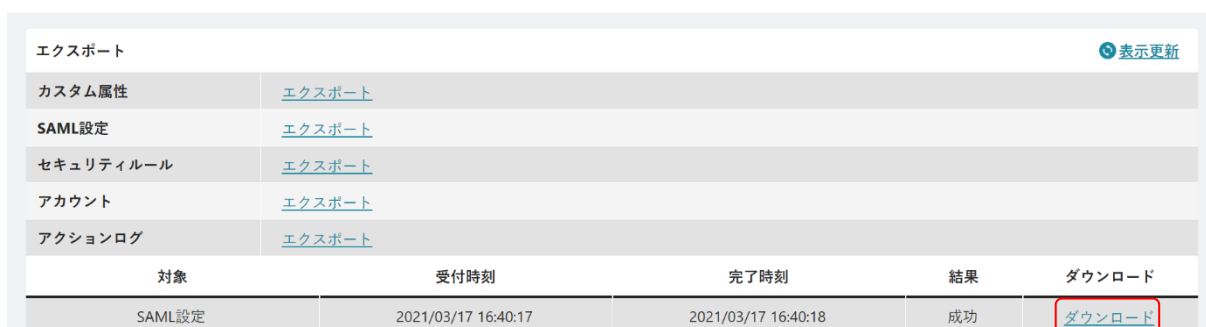 エクスポート 表示更新
カスタム属性 エクスポート
SAML設定 エクスポート
セキュリティルール エクスポート
アカウント エクスポート
アクションログ エクスポート
対象 受付時刻 完了時刻 結果 ダウンロード
SAML設定 2021/03/17 16:40:17 2021/03/17 16:40:18 成功 ダウンロード